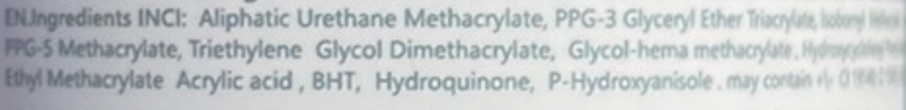 EN.Ingredients INCI: Aliphatic Urethane Methacrylate, PPG-3 Glyceryl Ether Triacrylate,
PPG-5 Methacrylate, Triethylene Glycol Dimethacrylate, Glycol-hema methacrylate,
Ethyl Methacrylate Acrylic acid , BHT, Hydroquinone, P-Hydroxyanisole . may contain +/-